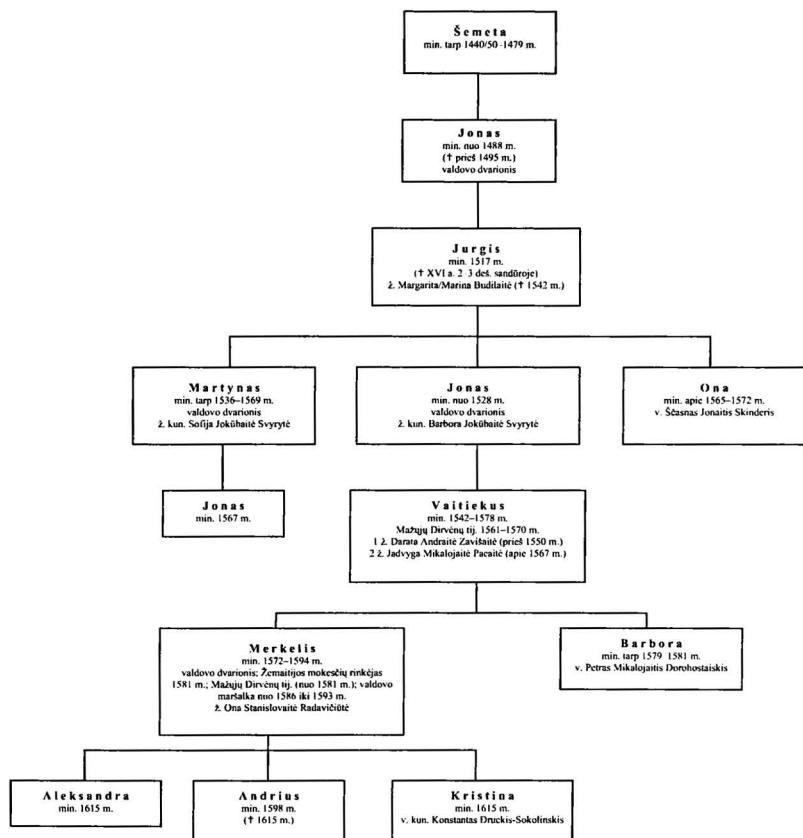 Šemeta
min. tarp 1440/50-1479 m.
Jonas
min. nuo 1488 m.
(† prieš 1495 m.)
valdovo dvarionis
Jurgis
min. 1517 m.
(† XVI a. 2-3 deš. sandūroje)
ž. Margarita/Marina Budilaitė († 1542 m.)
Martynas
min. tarp 1536–1569 m.
valdovo dvarionis
ž. kun. Sofija Jokūbaitė Svyrytė
Jonas
min. nuo 1528 m.
valdovo dvarionis
ž. kun. Barbora Jokūbaitė Svyrytė
Ona
min. apie 1565–1572 m.
v. Ščasnas Jonaitis Skinderis
Jonas
min. 1567 m.
Vaitiekus
min. 1542–1578 m.
Mažųjų Dirvėnų tij. 1561–1570 m.
1 ž. Darata Andraitė Zavišaitė (prieš 1550 m.)
2 ž. Jadvyga Mikalojaitė Pacaitė (apie 1567 m.)
Merkelis
min. 1572–1594 m.
valdovo dvarionis; Žemaitijos mokesčių rinkėjas
1581 m.; Mažųjų Dirvėnų tij. (nuo 1581 m.); valdovo
maršalka nuo 1586 iki 1593 m.
ž. Ona Stanislovaitė Radavičiūtė
Barbora
min. tarp 1579-1581 m.
v. Petras Mikalojaitis Dorohostaiskis
Aleksandra
min. 1615 m.
Andrius
min. 1598 m.
(† 1615 m.)
Kristina
min. 1615 m.
v. kun. Konstantas Druckis-Sokolinskis